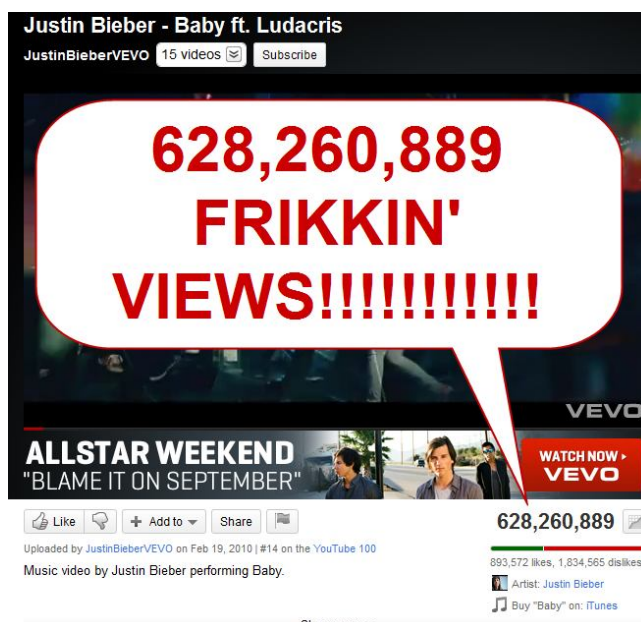 Justin Bieber - Baby ft. Ludacris
JustinBieberVEVO 15 videos Subscribe
628,260,889
FRIKKIN'
VIEWS!!!!!!!!!!!
VEVO
ALLSTAR WEEKEND
"BLAME IT ON SEPTEMBER"
WATCH NOW
VEVO
Like Add to Share
628,260,889
Uploaded by JustinBieberVEVO on Feb 19, 2010 | #14 on the YouTube 100
Music video by Justin Bieber performing Baby.
893,572 likes, 1,834,565 dislikes
Artist: Justin Bieber
Buy "Baby" on: iTunes